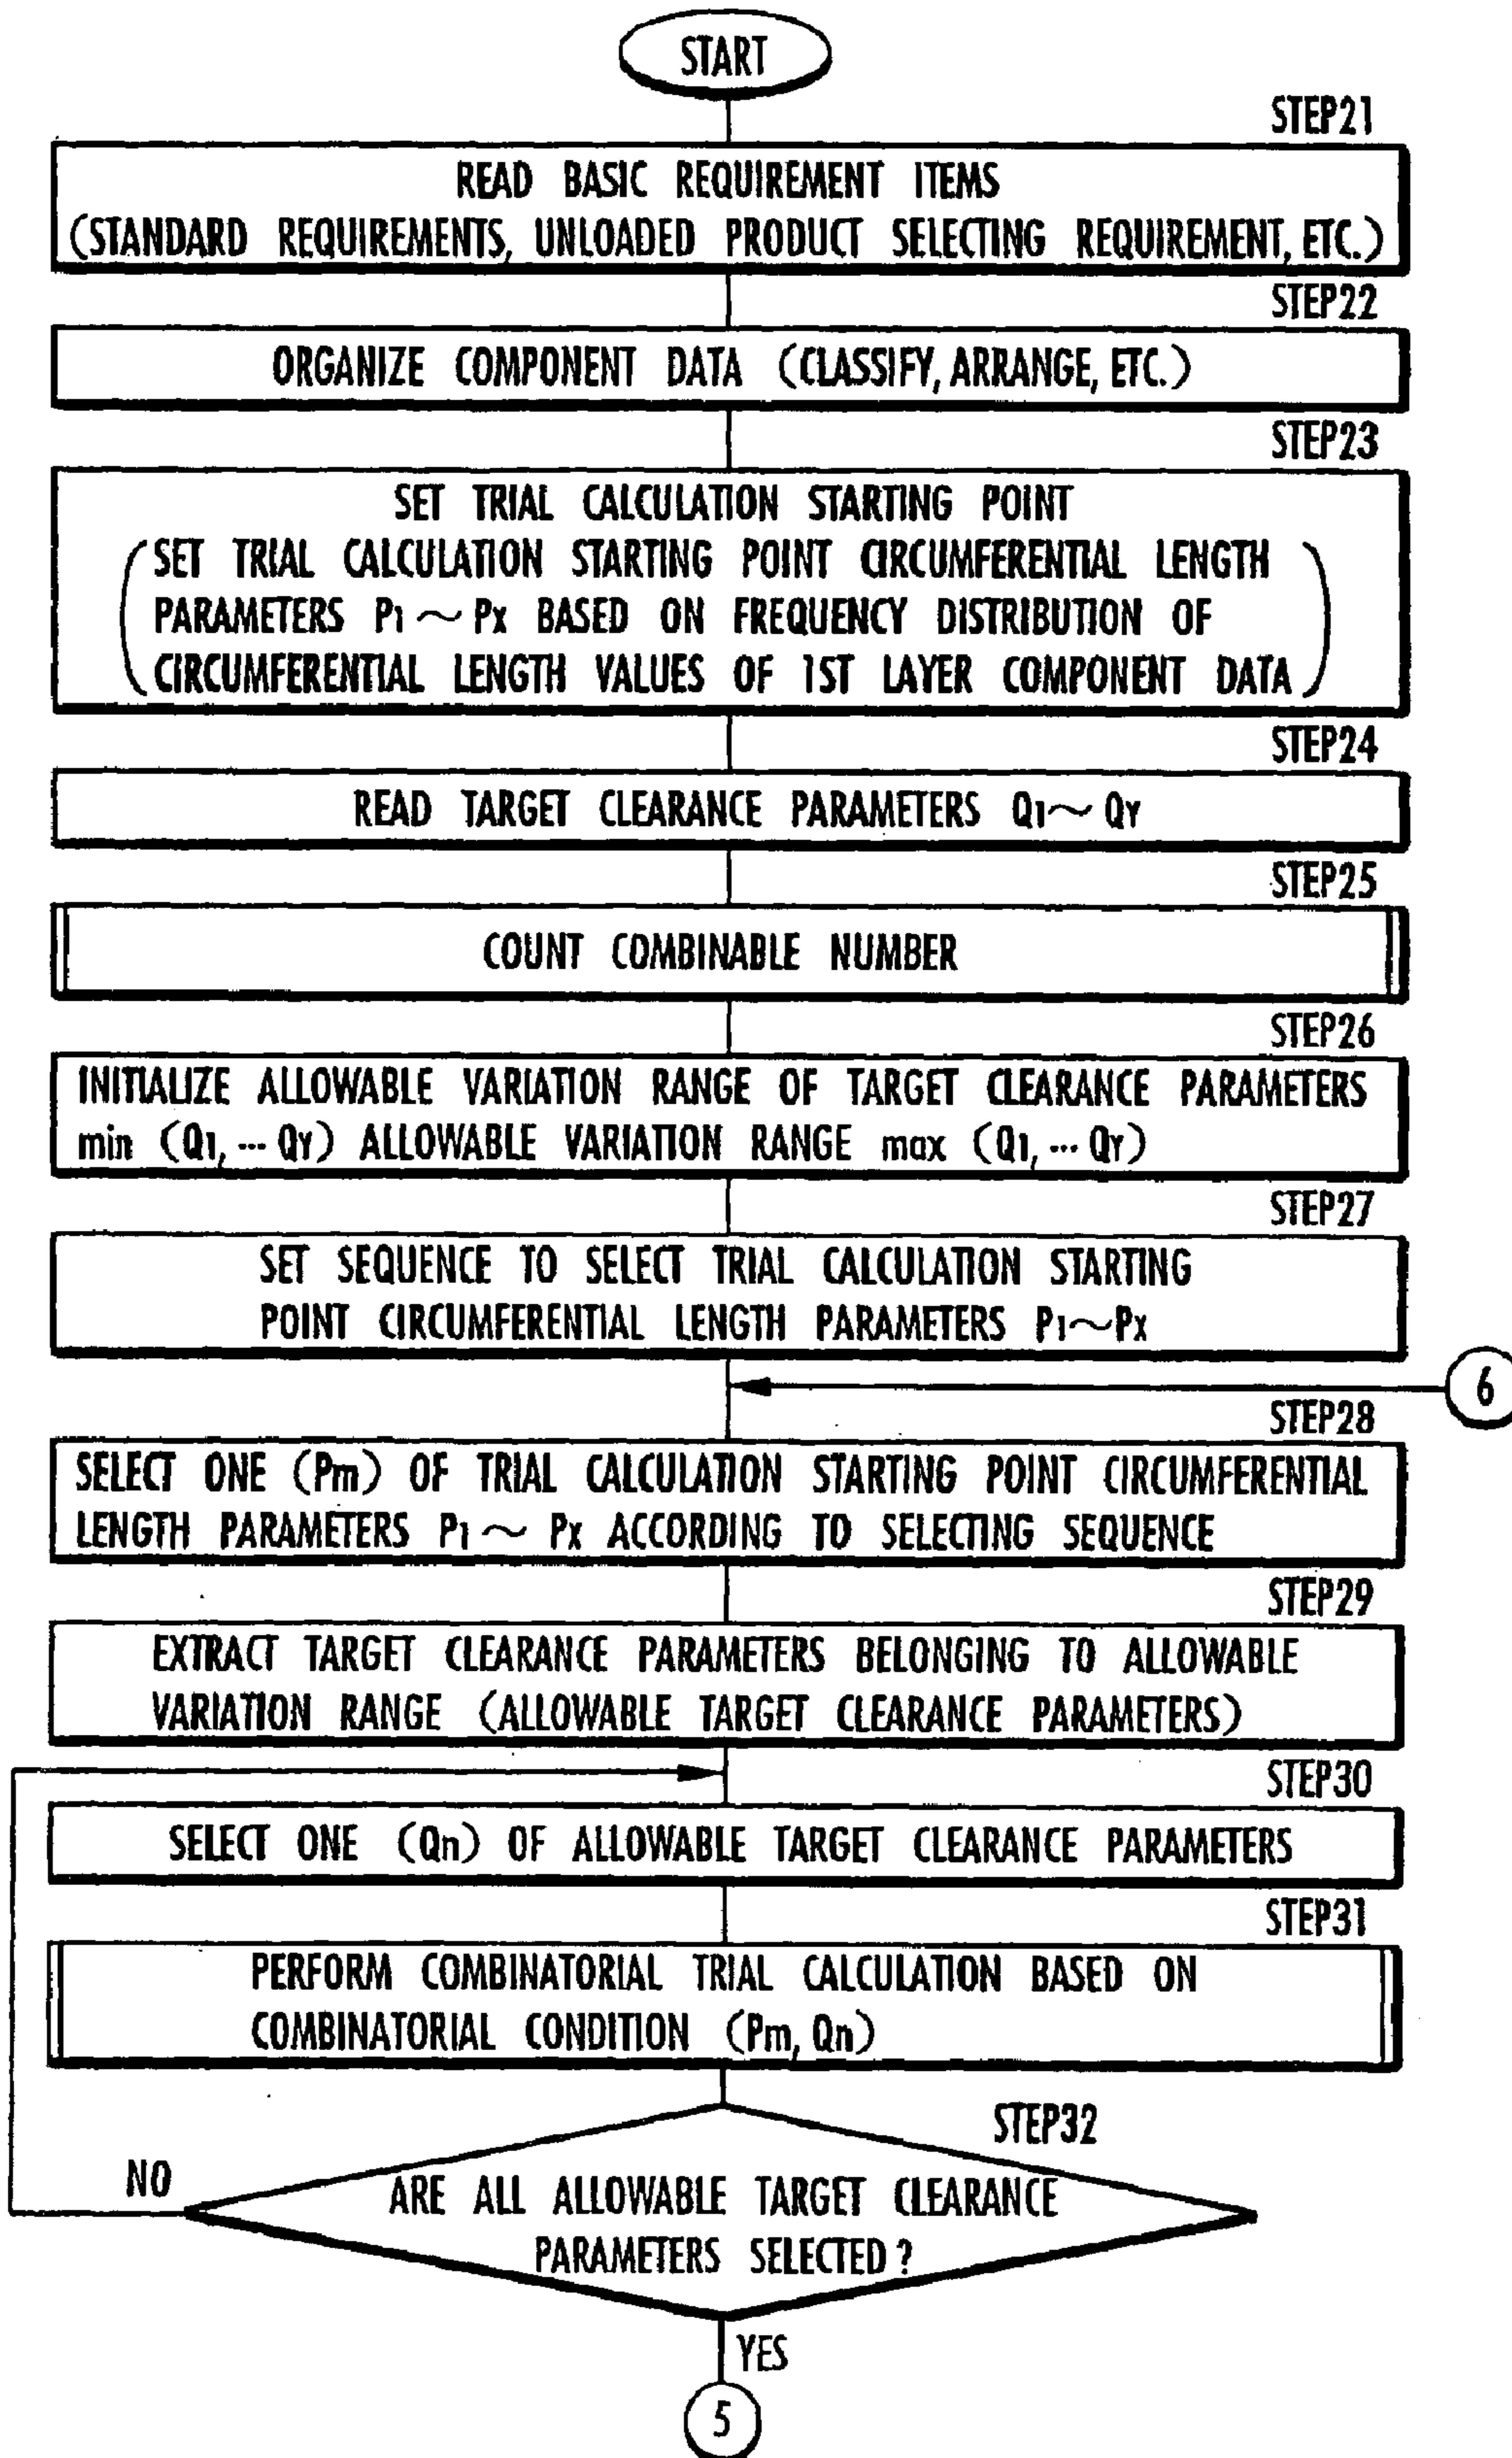 START
STEP21
READ BASIC REQUIREMENT ITEMS
(STANDARD REQUIREMENTS, UNLOADED PRODUCT SELECTING REQUIREMENT, ETC.)
STEP22
ORGANIZE COMPONENT DATA (CLASSIFY, ARRANGE, ETC.)
STEP23
SET TRIAL CALCULATION STARTING POINT
(SET TRIAL CALCULATION STARTING POINT CIRCUMFERENTIAL LENGTH
PARAMETERS P1 ~ PX BASED ON FREQUENCY DISTRIBUTION OF
CIRCUMFERENTIAL LENGTH VALUES OF 1ST LAYER COMPONENT DATA)
STEP24
READ TARGET CLEARANCE PARAMETERS Q1~ QY
STEP25
COUNT COMBINABLE NUMBER
STEP26
INITIALIZE ALLOWABLE VARIATION RANGE OF TARGET CLEARANCE PARAMETERS
min (Q1, ... QY) ALLOWABLE VARIATION RANGE max (Q1, ... QY)
STEP27
SET SEQUENCE TO SELECT TRIAL CALCULATION STARTING
POINT CIRCUMFERENTIAL LENGTH PARAMETERS P1~PX
6
STEP28
SELECT ONE (Pm) OF TRIAL CALCULATION STARTING POINT CIRCUMFERENTIAL
LENGTH PARAMETERS P1 ~ PX ACCORDING TO SELECTING SEQUENCE
STEP29
EXTRACT TARGET CLEARANCE PARAMETERS BELONGING TO ALLOWABLE
VARIATION RANGE (ALLOWABLE TARGET CLEARANCE PARAMETERS)
STEP30
SELECT ONE (Qn) OF ALLOWABLE TARGET CLEARANCE PARAMETERS
STEP31
PERFORM COMBINATORIAL TRIAL CALCULATION BASED ON
COMBINATORIAL CONDITION (Pm, Qn)
STEP32
NO
ARE ALL ALLOWABLE TARGET CLEARANCE
PARAMETERS SELECTED?
YES
5